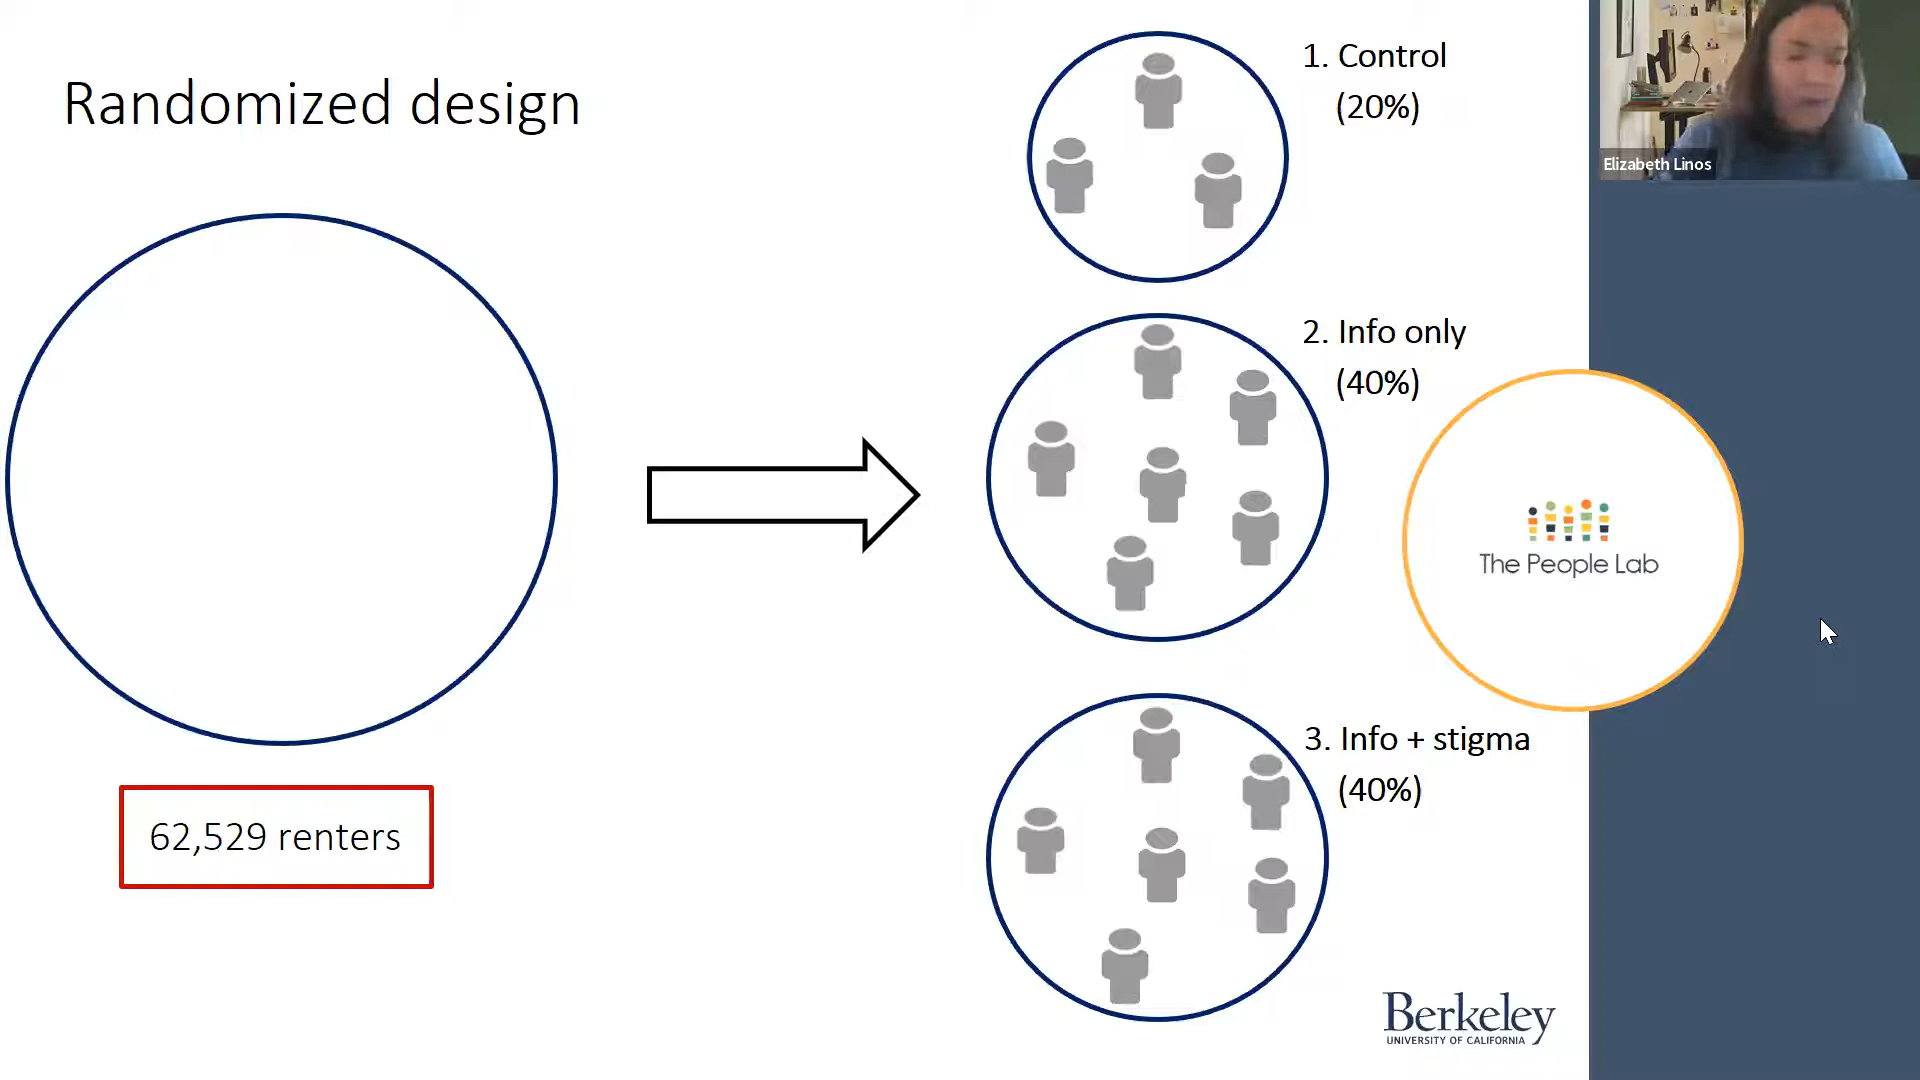 Randomized design
62,529 renters
1. Control
(20%)
2. Info only
(40%)
3. Info + stigma
(40%)
The People Lab
Berkeley
UNIVERSITY OF CALIFORNIA
Elizabeth Linos